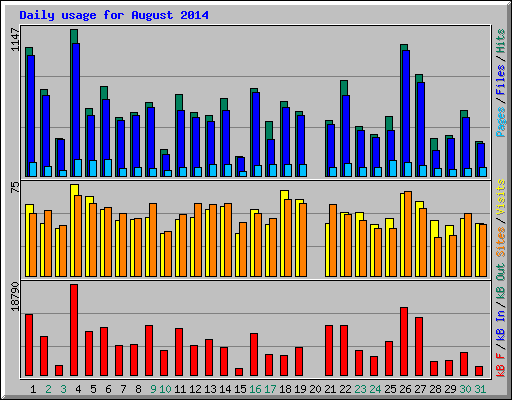 Daily usage for August 2014
1147
75
18790
Pages / Files / Hits
Sites / Visits
kB F / kB In / kB Out
1 2 3 4 5 6 7 8 9 10 11 12 13 14 15 16 17 18 19 20 21 22 23 24 25 26 27 28 29 30 31